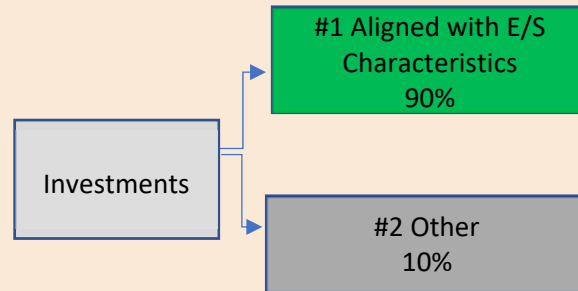 #1 Aligned with E/S
Characteristics
90%
Investments
#2 Other
10%